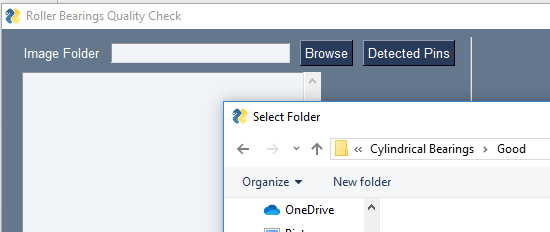 Roller Bearings Quality Check
Image Folder Browse Detected Pins
Select Folder
« Cylindrical Bearings > Good
Organize New folder
OneDrive